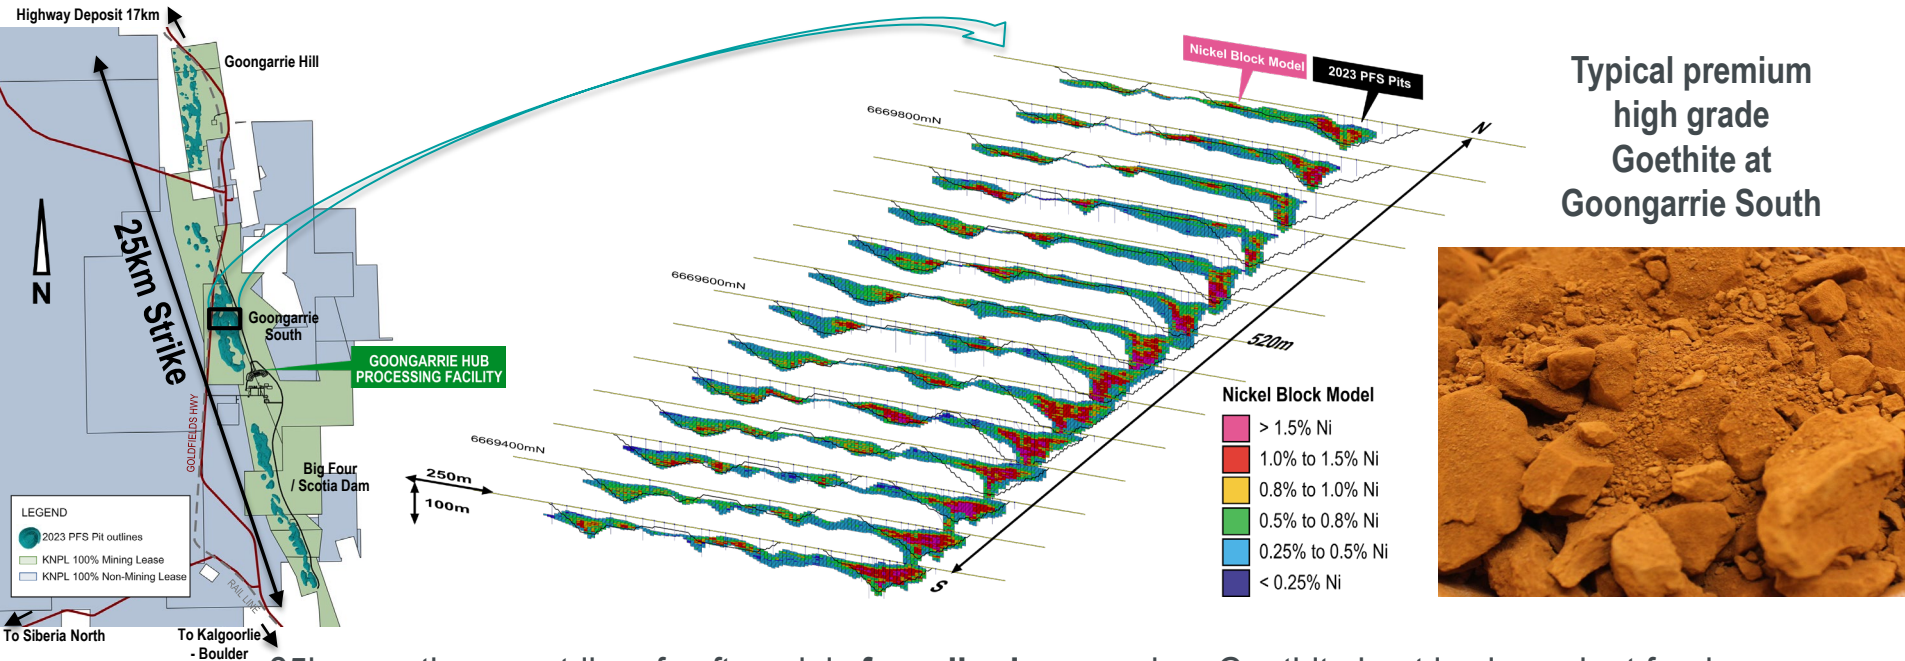 Highway Deposit 17km
Goongarrie Hill
25km Strike
N
Goongarrie
South
GOONGARRIE HUB
PROCESSING FACILITY
GOLDFIELDS HWY
Big Four
/ Scotia Dam
LEGEND
2023 PFS Pit outlines
KNPL 100% Mining Lease
KNPL 100% Non-Mining Lease
RAIL LINE
To Siberia North
To Kalgoorlie
- Boulder
Nickel Block Model
2023 PFS Pits
6669800mN
N
6669600mN
520m
6669400mN
250m
100m
S
Nickel Block Model
> 1.5% Ni
1.0% to 1.5% Ni
0.8% to 1.0% Ni
0.5% to 0.8% Ni
0.25% to 0.5% Ni
< 0.25% Ni
Typical premium
high grade
Goethite at
Goongarrie South